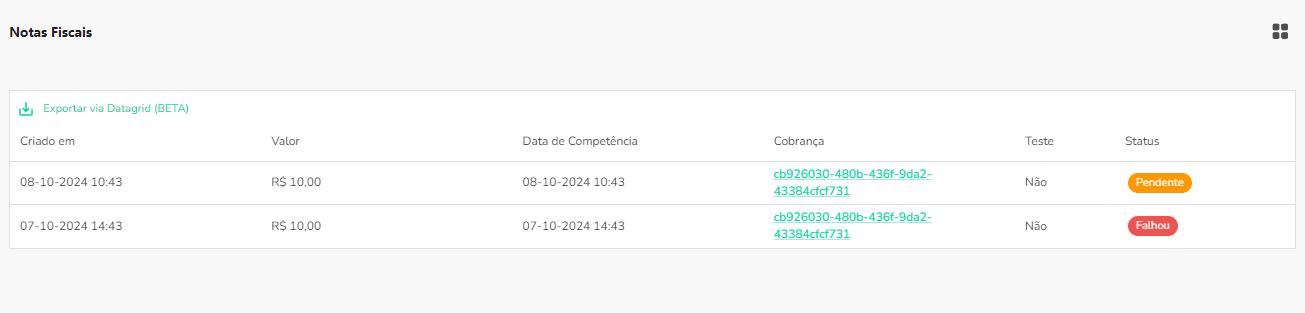 Notas Fiscais
Exportar via Datagrid (BETA)
Criado em Valor Data de Competência Cobrança Teste Status
08-10-2024 10:43 R$ 10,00 08-10-2024 10:43 cb926030-480b-436f-9da2- Não Pendente
43384cfcf731
07-10-2024 14:43 R$ 10,00 07-10-2024 14:43 cb926030-480b-436f-9da2- Não Falhou
43384cfcf731